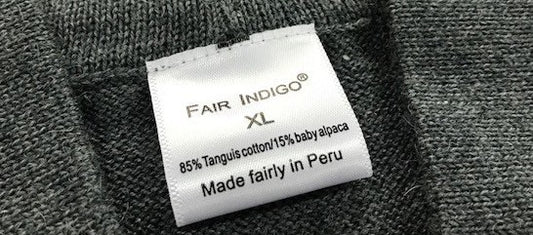 FAIR INDIGO®
XL
85% Tanguis cotton/15% baby alpaca
Made fairly in Peru